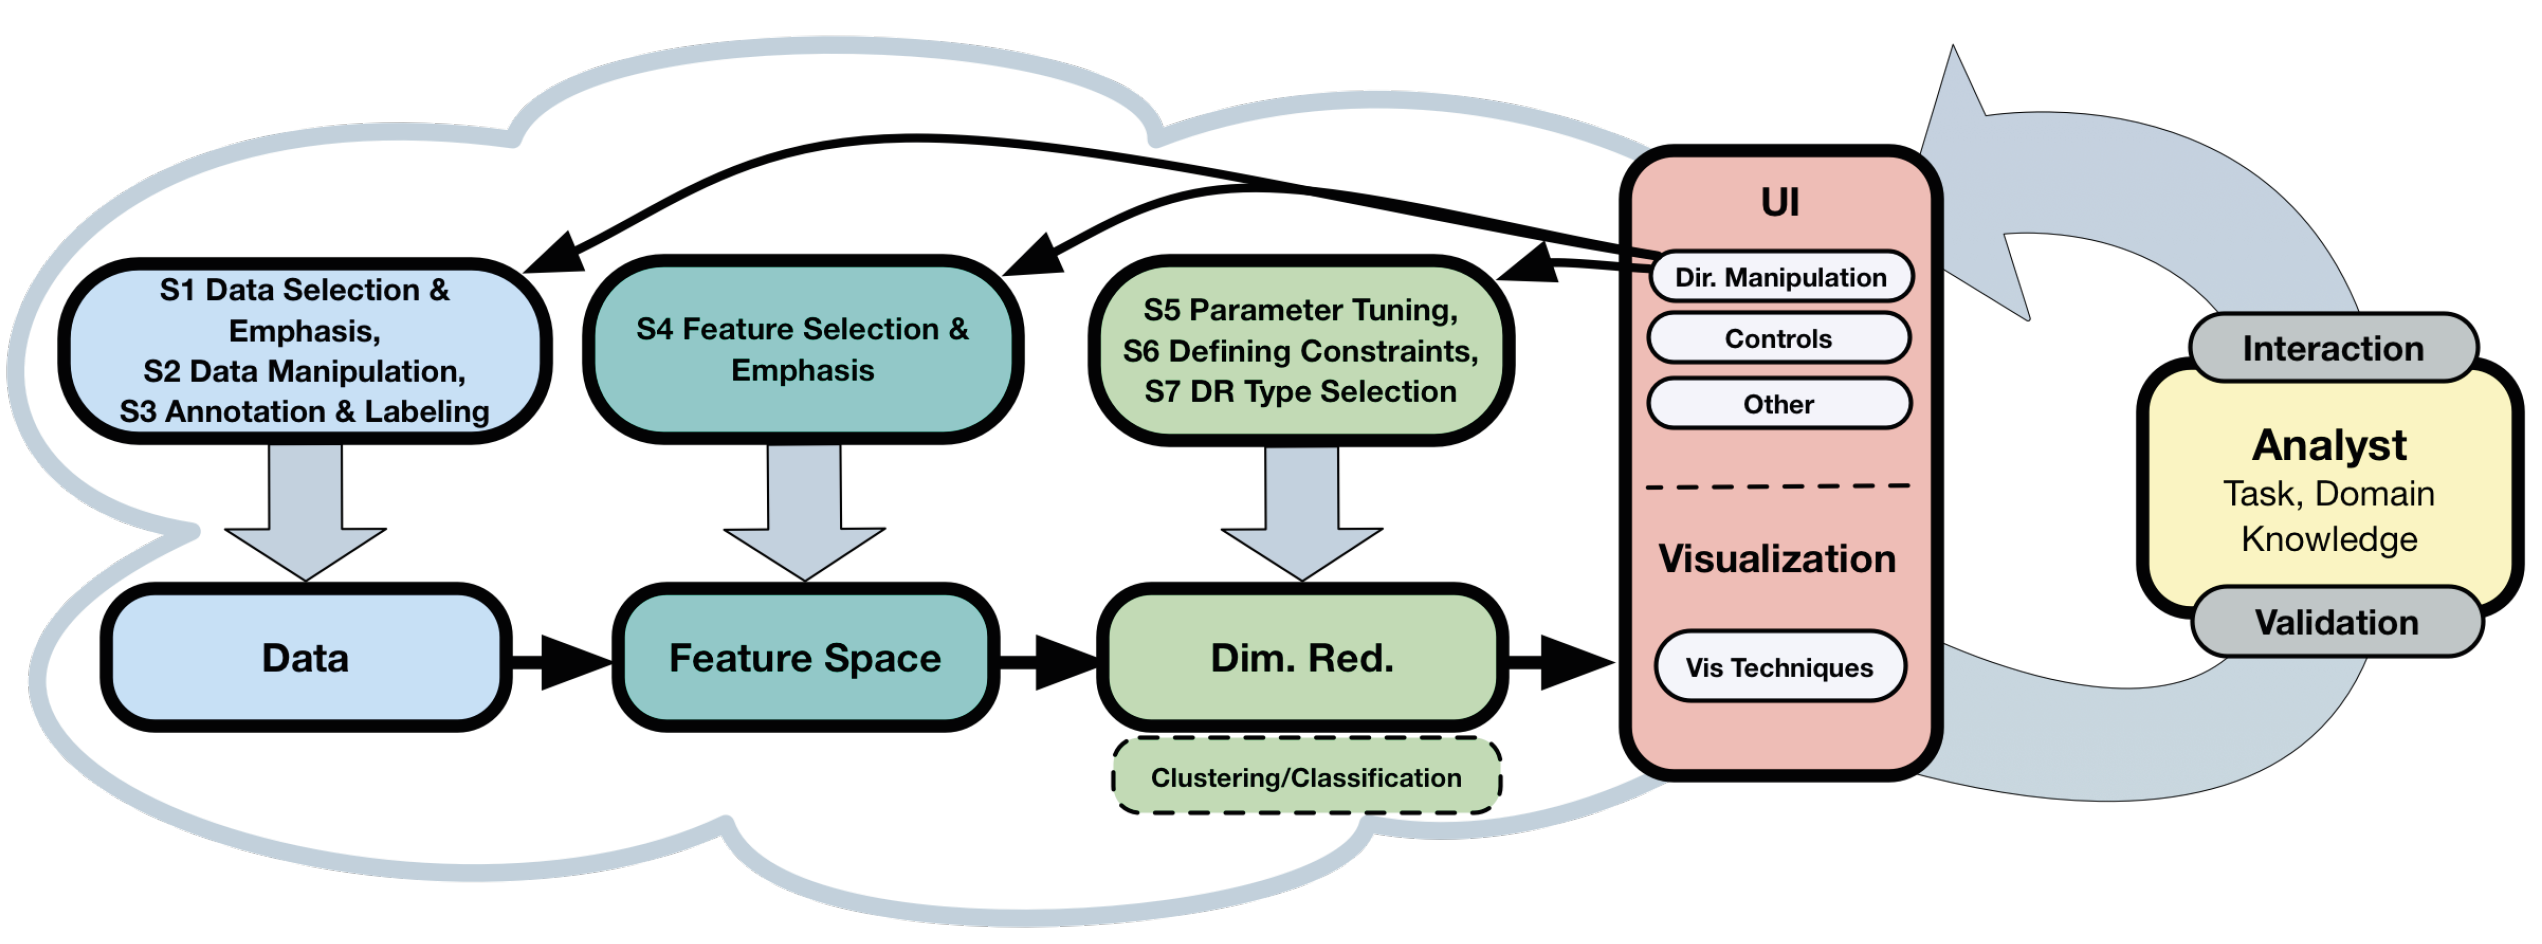 S1 Data Selection &
Emphasis,
S2 Data Manipulation,
S3 Annotation & Labeling
S4 Feature Selection &
Emphasis
S5 Parameter Tuning,
S6 Defining Constraints,
S7 DR Type Selection
Data
Feature Space
Dim. Red.
Clustering/Classification
UI
Dir. Manipulation
Controls
Other
Visualization
Vis Techniques
Interaction
Analyst
Task, Domain
Knowledge
Validation